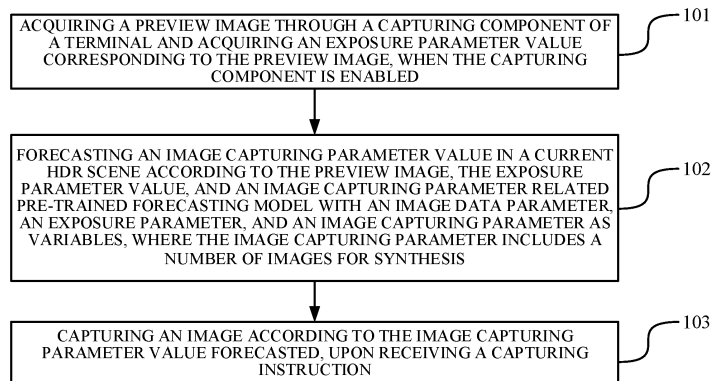 ACQUIRING A PREVIEW IMAGE THROUGH A CAPTURING COMPONENT OF
A TERMINAL AND ACQUIRING AN EXPOSURE PARAMETER VALUE
CORRESPONDING TO THE PREVIEW IMAGE, WHEN THE CAPTURING
COMPONENT IS ENABLED
101
FORECASTING AN IMAGE CAPTURING PARAMETER VALUE IN A CURRENT
HDR SCENE ACCORDING TO THE PREVIEW IMAGE, THE EXPOSURE
PARAMETER VALUE, AND AN IMAGE CAPTURING PARAMETER RELATED
PRE-TRAINED FORECASTING MODEL WITH AN IMAGE DATA PARAMETER,
AN EXPOSURE PARAMETER, AND AN IMAGE CAPTURING PARAMETER AS
VARIABLES, WHERE THE IMAGE CAPTURING PARAMETER INCLUDES A
NUMBER OF IMAGES FOR SYNTHESIS
102
CAPTURING AN IMAGE ACCORDING TO THE IMAGE CAPTURING
PARAMETER VALUE FORECASTED, UPON RECEIVING A CAPTURING
INSTRUCTION
103